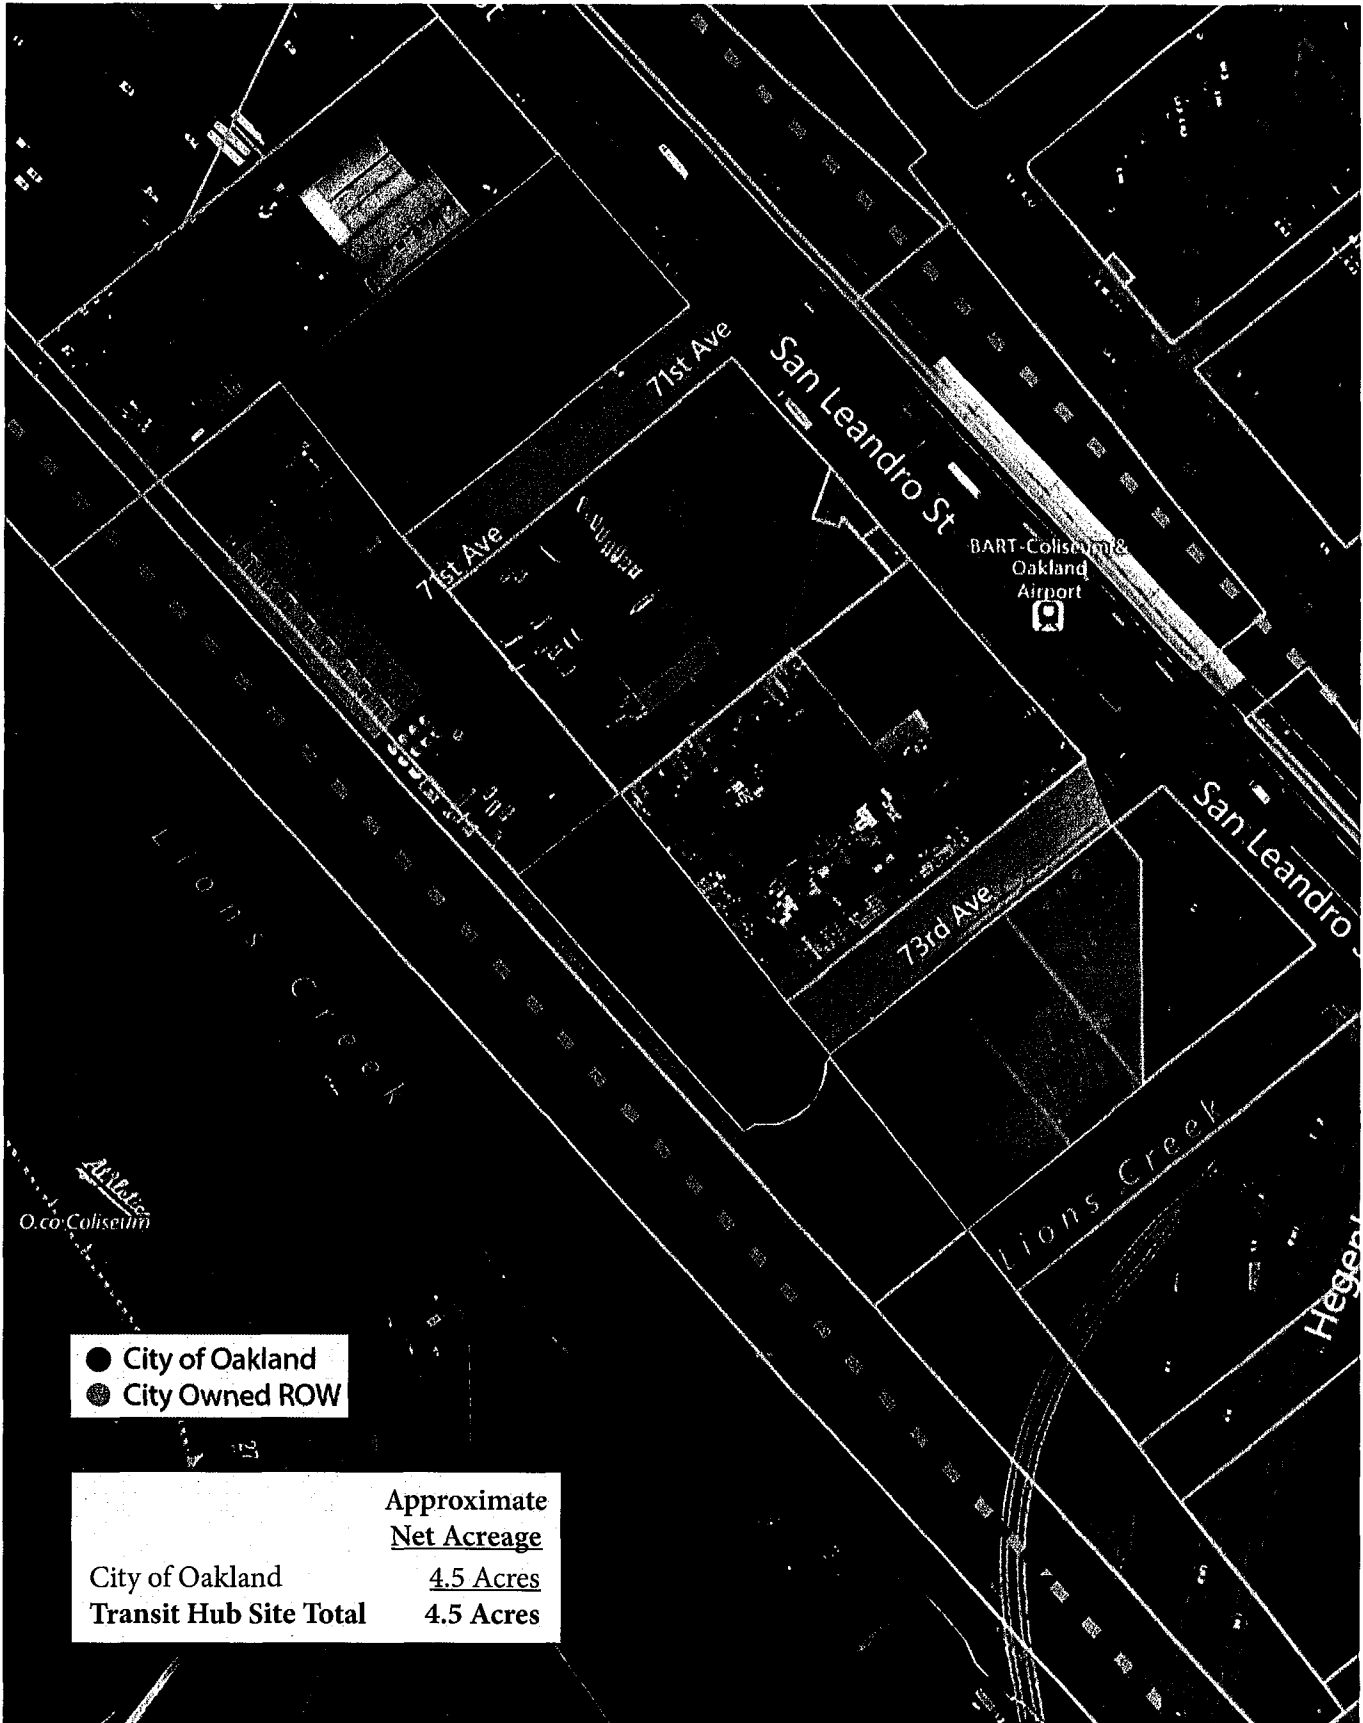 71st Ave
San Leandro St
71st Ave
BART-Coliseum &
Oakland
Airport
San Leandro
73rd Ave
Lions Creek
Lions Creek
Athletics
O.co Coliseum
City of Oakland
City Owned ROW
Approximate
Net Acreage
City of Oakland 4.5 Acres
Transit Hub Site Total 4.5 Acres